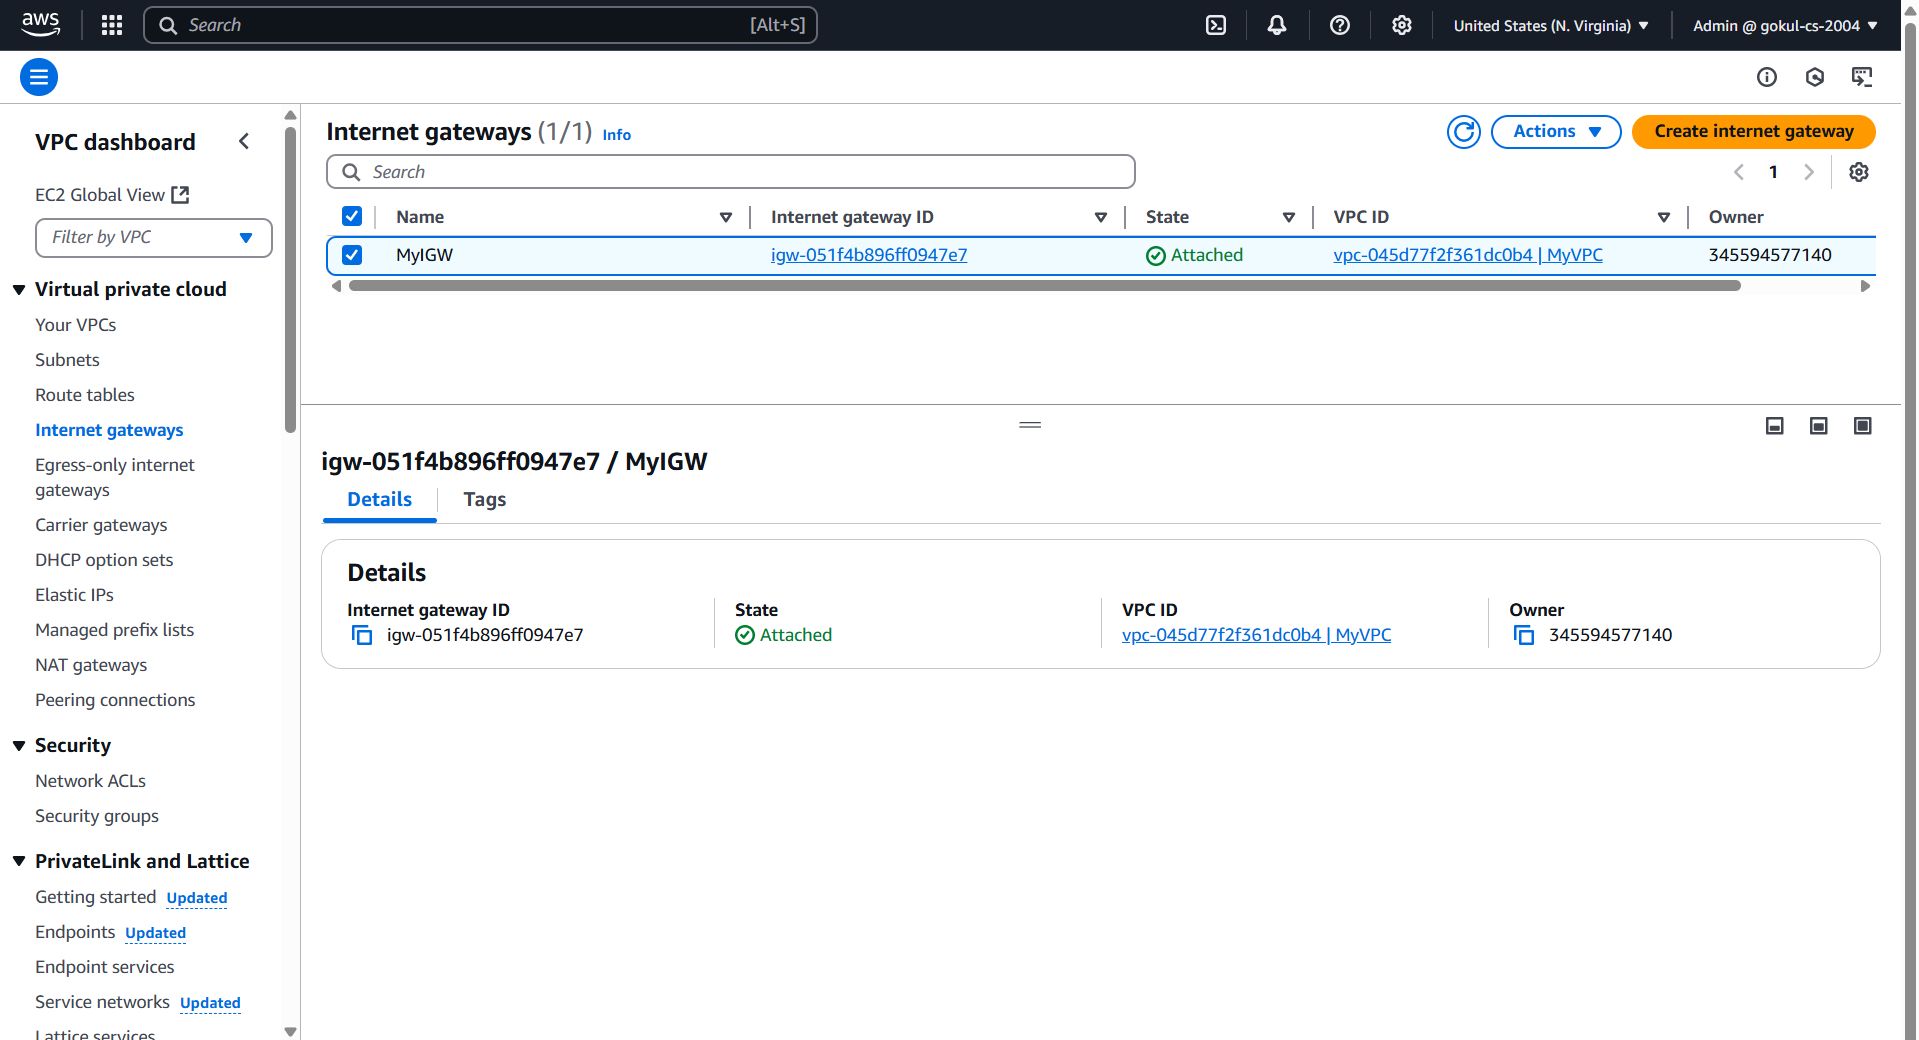 aws
Search [Alt+S]
United States (N. Virginia)
Admin @ gokul-cs-2004
VPC dashboard
EC2 Global View
Filter by VPC
Virtual private cloud
Your VPCs
Subnets
Route tables
Internet gateways
Egress-only internet
gateways
Carrier gateways
DHCP option sets
Elastic IPs
Managed prefix lists
NAT gateways
Peering connections
Security
Network ACLs
Security groups
PrivateLink and Lattice
Getting started Updated
Endpoints Updated
Endpoint services
Service networks Updated
Lattice services
Internet gateways (1/1) Info
Actions
Create internet gateway
Search
1
Name Internet gateway ID State VPC ID Owner
MyIGW igw-051f4b896ff0947e7 Attached vpc-045d77f2f361dc0b4 | MyVPC 345594577140
igw-051f4b896ff0947e7 / MyIGW
Details Tags
Details
Internet gateway ID
igw-051f4b896ff0947e7
State
Attached
VPC ID
vpc-045d77f2f361dc0b4 | MyVPC
Owner
345594577140